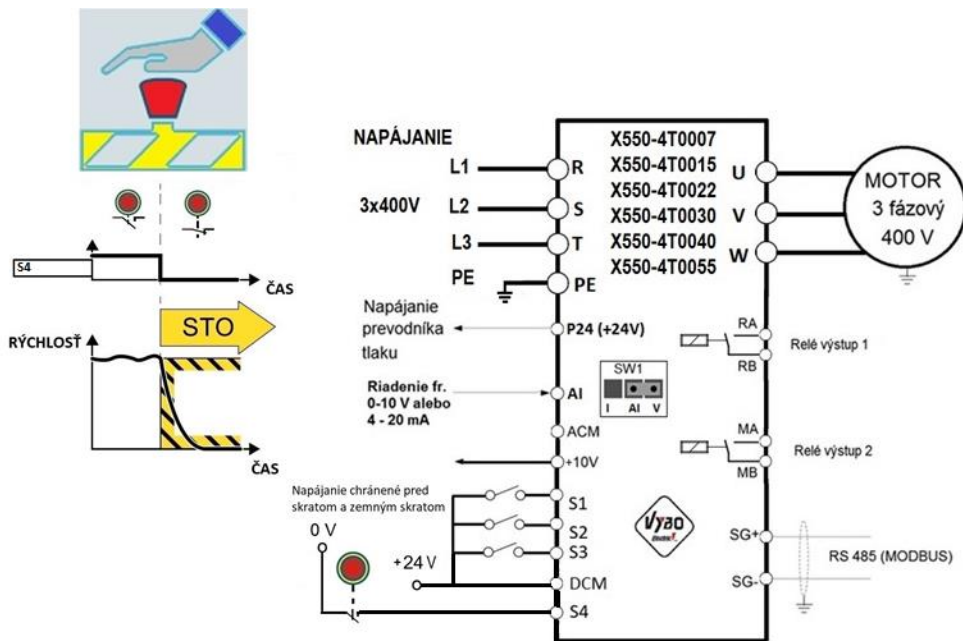 S4
ČAS
STO
RÝCHLOSŤ
ČAS
NAPÁJANIE
3x400V
L1
L2
L3
PE
R
S
T
PE
X550-4T0007
X550-4T0015
X550-4T0022
X550-4T0030
X550-4T0040
X550-4T0055
U
V
W
MOTOR
3 fázový
400 V
Napájanie
prevodníka
tlaku
P24 (+24V)
Riadenie fr.
0-10 V alebo
4 - 20 mA
AI
SW1
I AI V
ACM
+10V
RA
RB
Relé výstup 1
MA
MB
Relé výstup 2
Napájanie chránené pred
skratom a zemným skratom
0 V
+24 V
S1
S2
S3
DCM
S4
VYBO
Electric
SG+
SG-
RS 485 (MODBUS)